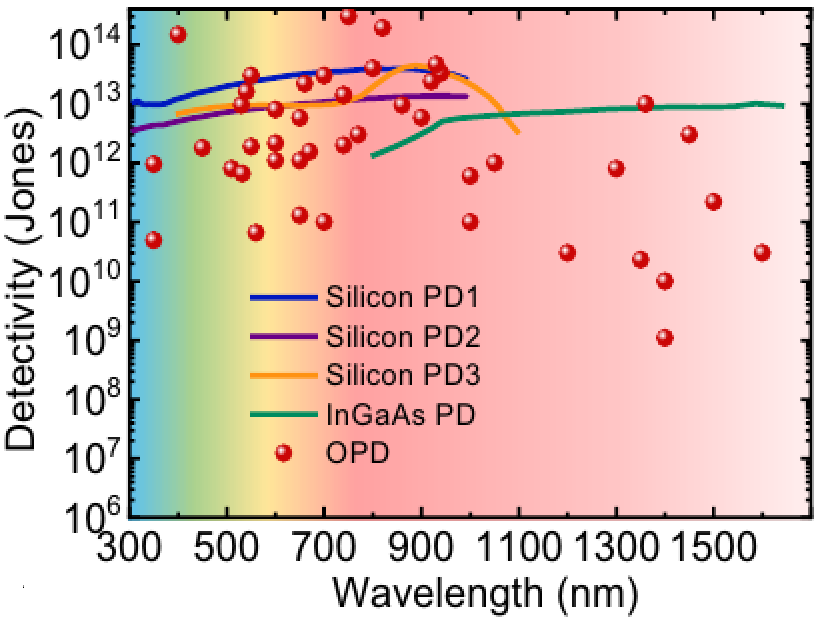 Detectivity (Jones)
10^14
10^13
10^12
10^11
10^10
10^9
10^8
10^7
10^6
Silicon PD1
Silicon PD2
Silicon PD3
InGaAs PD
OPD
300 500 700 900 1100 1300 1500
Wavelength (nm)